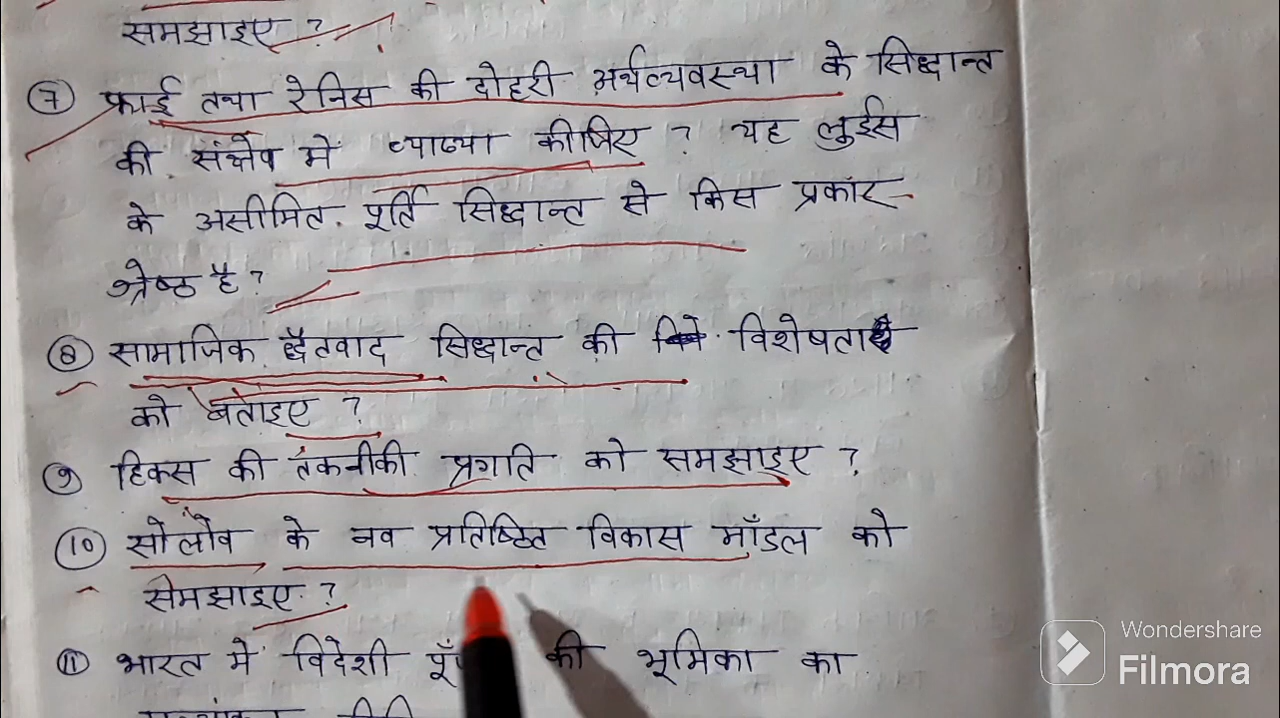 समझाइए ?
⑦ फाई तथा रेनिस की दोहरी अर्थव्यवस्था के सिद्धान्त
की संक्षेप में व्याख्या कीजिए ? यह लुईस
के असीमित पूर्ति सिद्धान्त से किस प्रकार
श्रेष्ठ है ?
⑧ सामाजिक द्वैतवाद सिद्धान्त की विशेषताओं
को बताइए ?
⑨ हिक्स की तकनीकी प्रगति को समझाइए ?
⑩ सोलोव के नव प्रतिष्ठित विकास मॉडल को
समझाइए ?
⑪ भारत में विदेशी की भूमिका का
Wondershare
Filmora